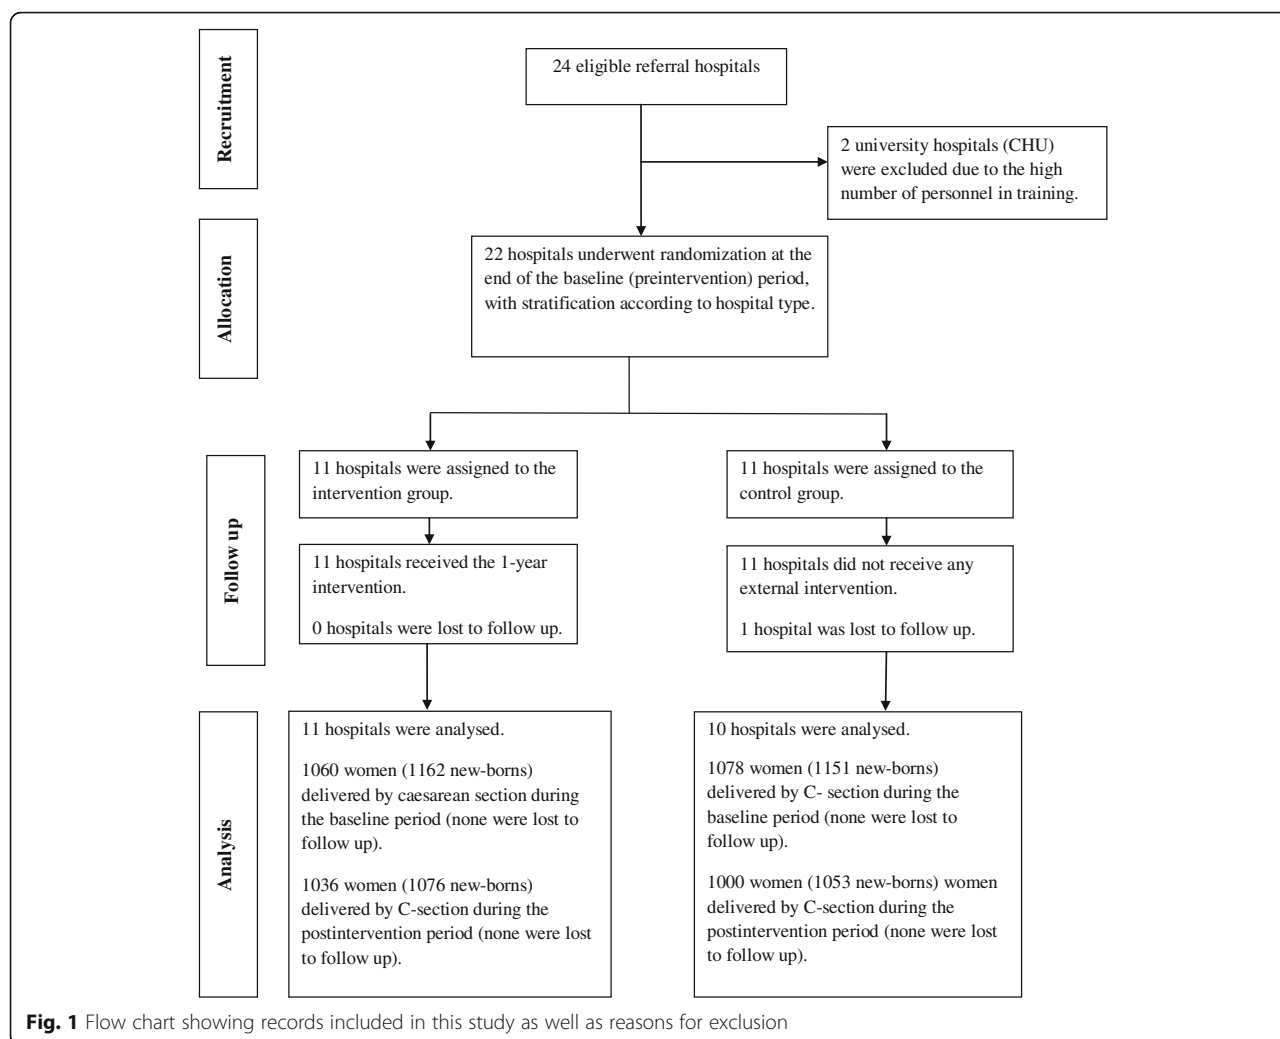 Recruitment
24 eligible referral hospitals
2 university hospitals (CHU)
were excluded due to the high
number of personnel in training.
Allocation
22 hospitals underwent randomization at the
end of the baseline (preintervention) period,
with stratification according to hospital type.
Follow up
11 hospitals were assigned to the
intervention group.
11 hospitals were assigned to the
control group.
11 hospitals received the 1-year
intervention.
0 hospitals were lost to follow up.
11 hospitals did not receive any
external intervention.
1 hospital was lost to follow up.
Analysis
11 hospitals were analysed.
1060 women (1162 new-borns)
delivered by caesarean section during
the baseline period (none were lost to
follow up).
1036 women (1076 new-borns)
delivered by C-section during the
postintervention period (none were lost
to follow up).
10 hospitals were analysed.
1078 women (1151 new-borns)
delivered by C- section during the
baseline period (none were lost to
follow up).
1000 women (1053 new-borns) women
delivered by C-section during the
postintervention period (none were lost
to follow up).
Fig. 1 Flow chart showing records included in this study as well as reasons for exclusion